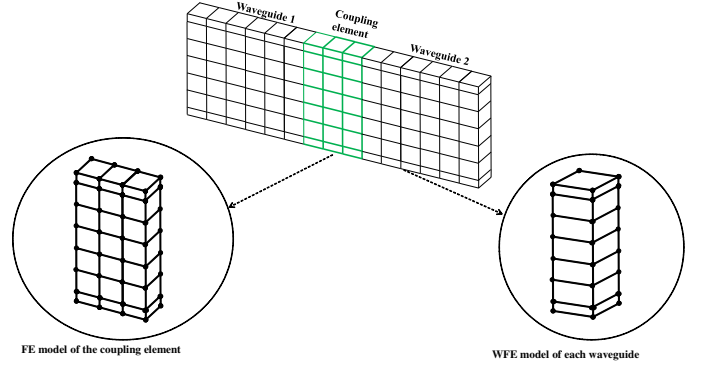 Waveguide 1
Coupling
element
Waveguide 2
FE model of the coupling element
WFE model of each waveguide